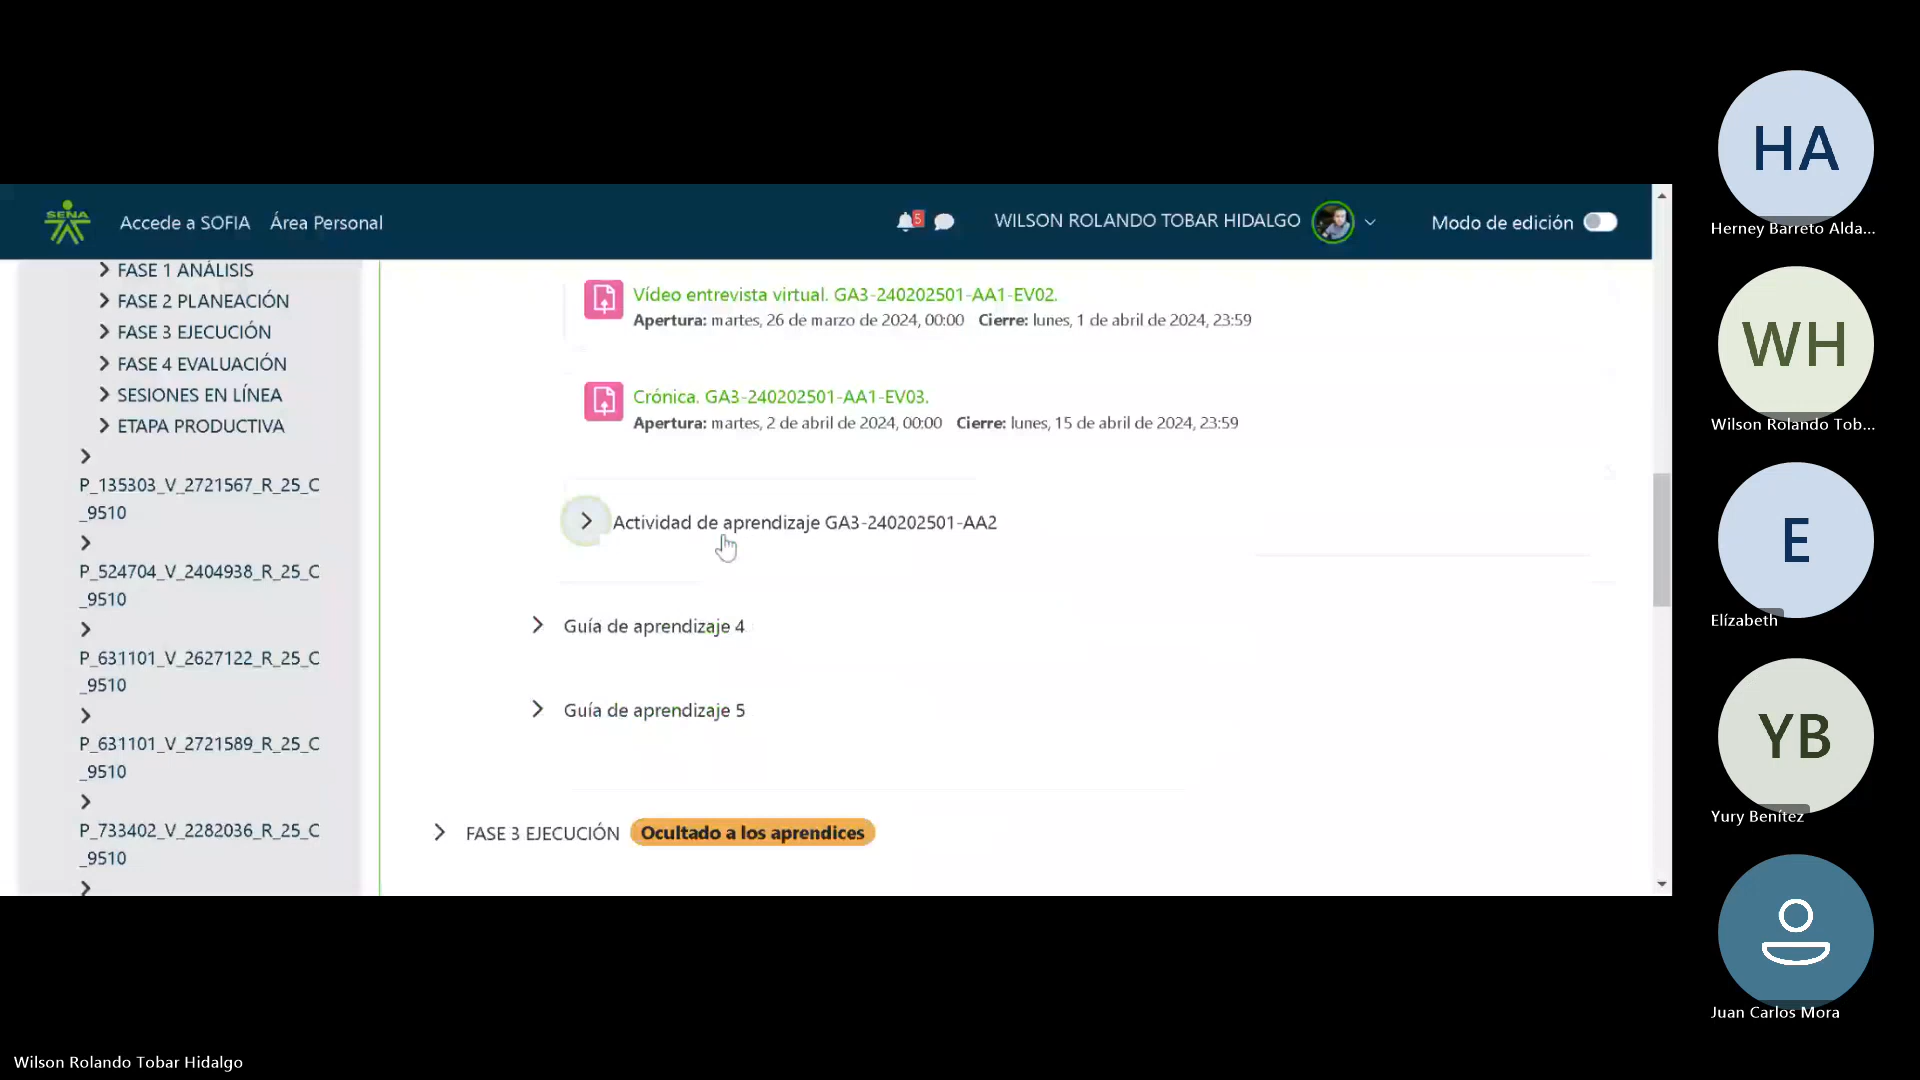 SENA
Accede a SOFIA Área Personal
5
WILSON ROLANDO TOBAR HIDALGO
Modo de edición
FASE 1 ANÁLISIS
FASE 2 PLANEACIÓN
FASE 3 EJECUCIÓN
FASE 4 EVALUACIÓN
SESIONES EN LÍNEA
ETAPA PRODUCTIVA
P_135303_V_2721567_R_25_C
_9510
P_524704_V_2404938_R_25_C
_9510
P_631101_V_2627122_R_25_C
_9510
P_631101_V_2721589_R_25_C
_9510
P_733402_V_2282036_R_25_C
_9510
Vídeo entrevista virtual. GA3-240202501-AA1-EV02.
Apertura: martes, 26 de marzo de 2024, 00:00 Cierre: lunes, 1 de abril de 2024, 23:59
Crónica. GA3-240202501-AA1-EV03.
Apertura: martes, 2 de abril de 2024, 00:00 Cierre: lunes, 15 de abril de 2024, 23:59
Actividad de aprendizaje GA3-240202501-AA2
Guía de aprendizaje 4
Guía de aprendizaje 5
FASE 3 EJECUCIÓN Ocultado a los aprendices
HA
Herney Barreto Alda...
WH
Wilson Rolando Tob...
E
Elízabeth
YB
Yury Benítez
Juan Carlos Mora
Wilson Rolando Tobar Hidalgo